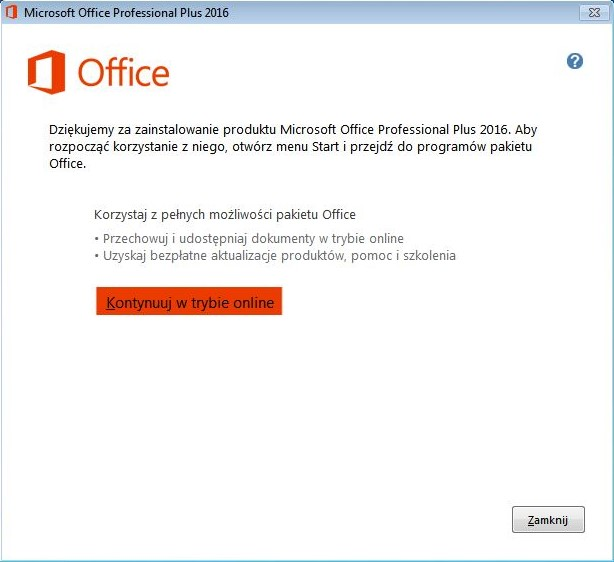 Microsoft Office Professional Plus 2016
Office
Dziękujemy za zainstalowanie produktu Microsoft Office Professional Plus 2016. Aby
rozpocząć korzystanie z niego, otwórz menu Start i przejdź do programów pakietu
Office.
Korzystaj z pełnych możliwości pakietu Office
• Przechowuj i udostępniaj dokumenty w trybie online
• Uzyskaj bezpłatne aktualizacje produktów, pomoc i szkolenia
Kontynuuj w trybie online
Zamknij